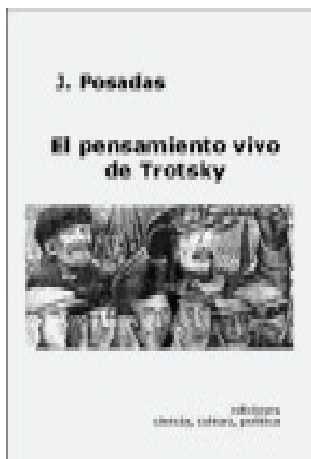 J. Posadas
El pensamiento vivo
de Trotsky
ediciones
ciencia, cultura, política